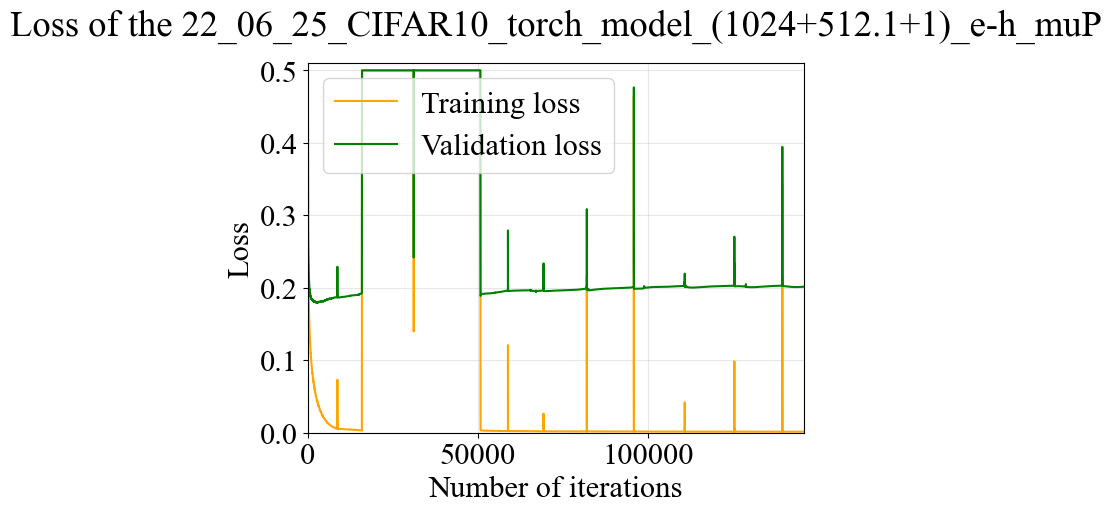 Loss of the 22_06_25_CIFAR10_torch_model_(1024+512.1+1)_e-h_muP
0.5
Training loss
0.4
Validation loss
0.3
Loss
0.2
0.1
0.0
0 50000 100000
Number of iterations